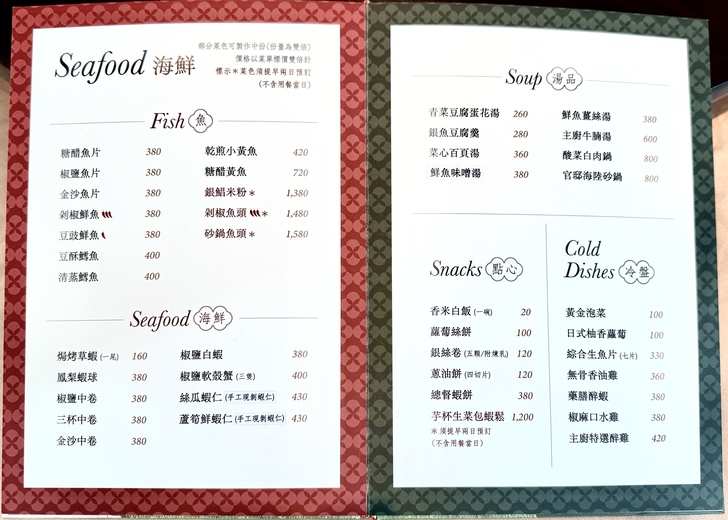 Seafood 海鮮
部分菜色可製作中份(份量為雙倍)
價格以菜單標價雙倍計
標示＊菜色須提早兩日預訂
(不含用餐當日)
Fish 魚
糖醋魚片 380
椒鹽魚片 380
金沙魚片 380
剁椒鮮魚 380
豆豉鮮魚 380
豆酥鱈魚 400
清蒸鱈魚 400
乾煎小黃魚 420
糖醋黃魚 720
銀鯧米粉＊ 1,380
剁椒魚頭＊ 1,480
砂鍋魚頭＊ 1,580
Seafood 海鮮
焗烤草蝦 (一尾) 160
鳳梨蝦球 380
椒鹽中卷 380
三杯中卷 380
金沙中卷 380
椒鹽白蝦 380
椒鹽軟殼蟹 (三隻) 400
絲瓜蝦仁 (手工現剝蝦仁) 430
蘆筍鮮蝦仁 (手工現剝蝦仁) 430
Soup 湯品
青菜豆腐蛋花湯 260
銀魚豆腐羹 280
菜心百頁湯 360
鮮魚味噌湯 380
鮮魚薑絲湯 380
主廚牛腩湯 600
酸菜白肉鍋 800
官邸海陸砂鍋 800
Snacks 點心
香米白飯 (一碗) 20
蘿蔔絲餅 100
銀絲卷 (五顆/附煉乳) 120
蔥油餅 (四切片) 120
總督蝦餅 380
芋杯生菜包蝦鬆 1,200
＊須提早兩日預訂
(不含用餐當日)
Cold
Dishes 冷盤
黃金泡菜 100
日式柚香蘿蔔 100
綜合生魚片 (七片) 330
無骨香油雞 360
藥膳醉蝦 380
椒麻口水雞 380
主廚特選醉雞 420